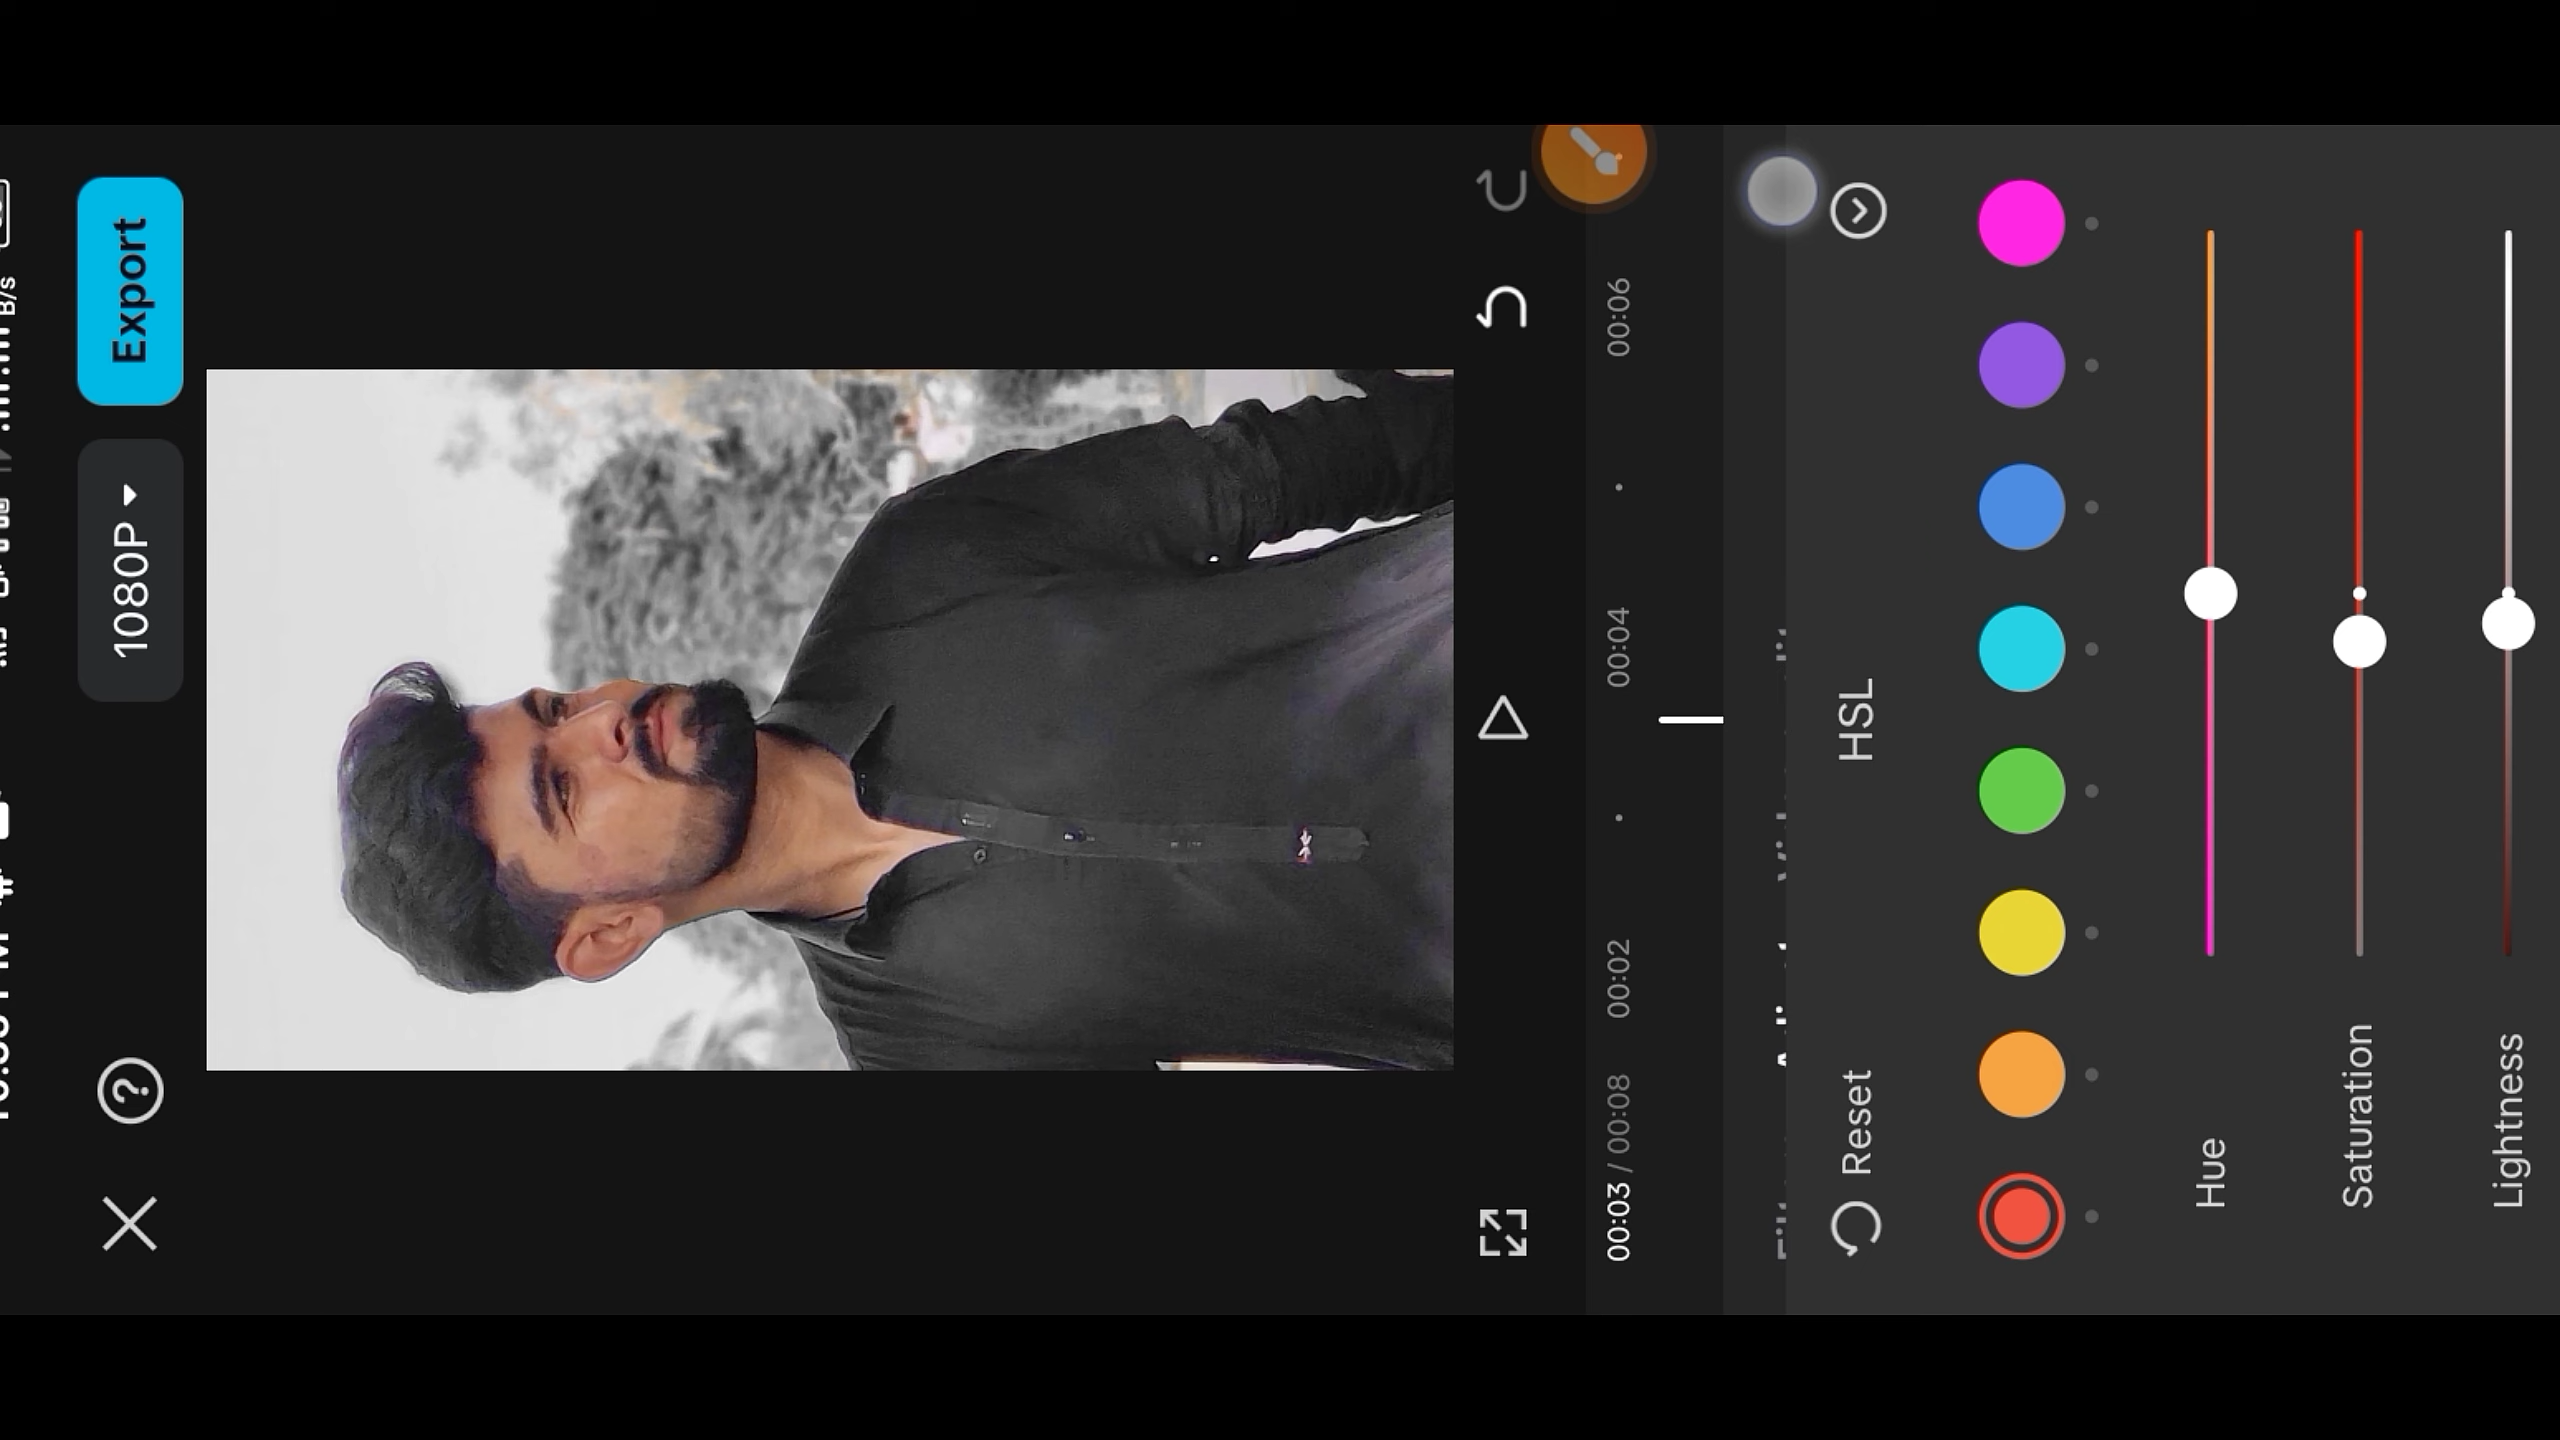 1080P
Export
00:03 / 00:08
00:02
00:04
00:06
Reset
HSL
Hue
Saturation
Lightness